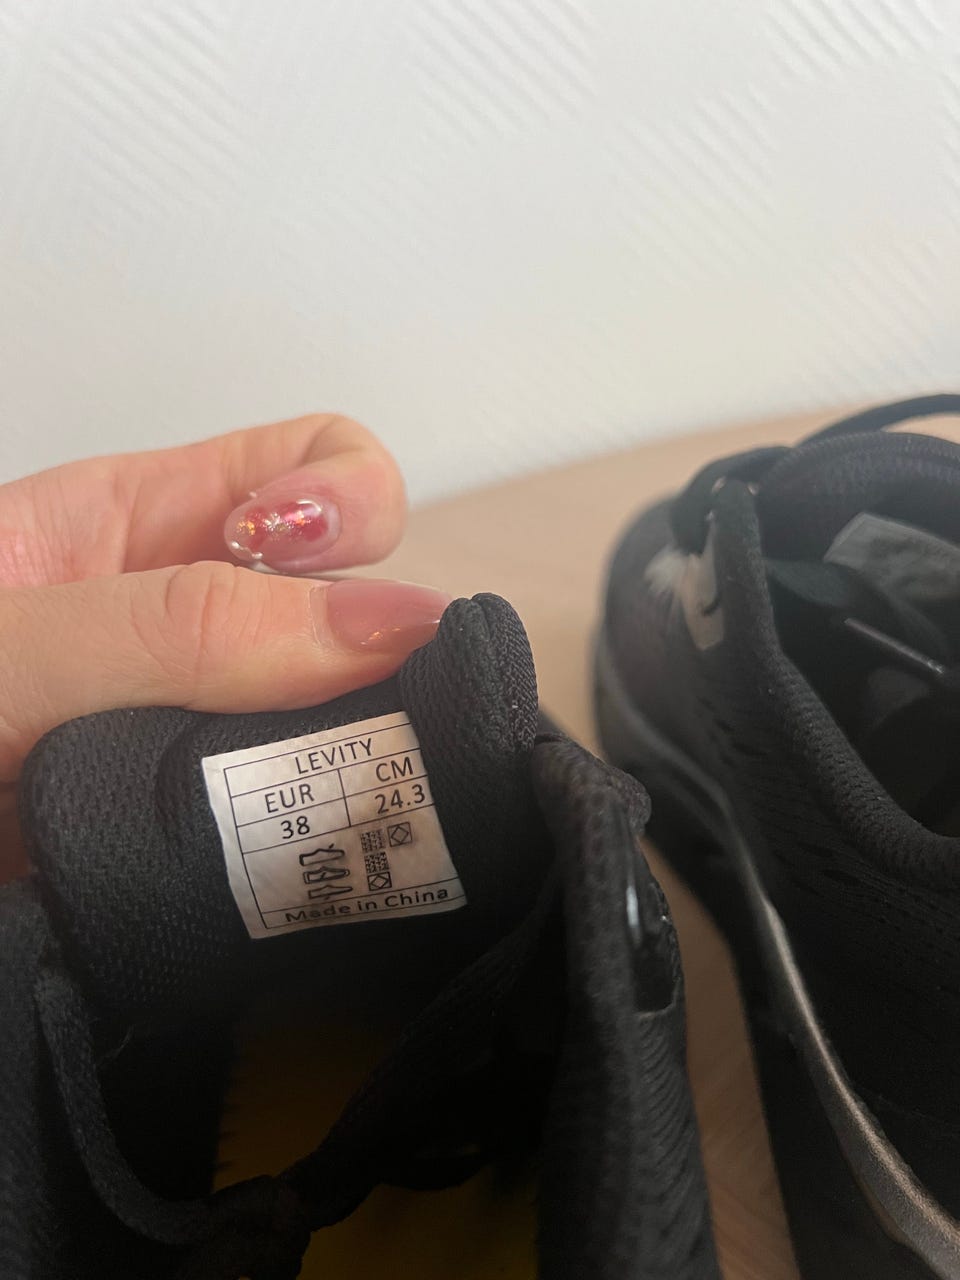 LEVITY
EUR CM
38 24.3
Made in China